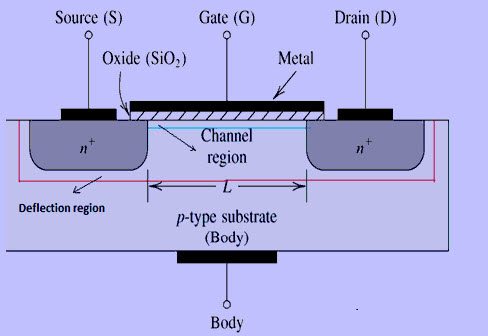 Source (S)
Gate (G)
Drain (D)
Oxide (SiO₂)
Metal
n⁺
Channel
region
n⁺
L
Deflection region
p-type substrate
(Body)
Body